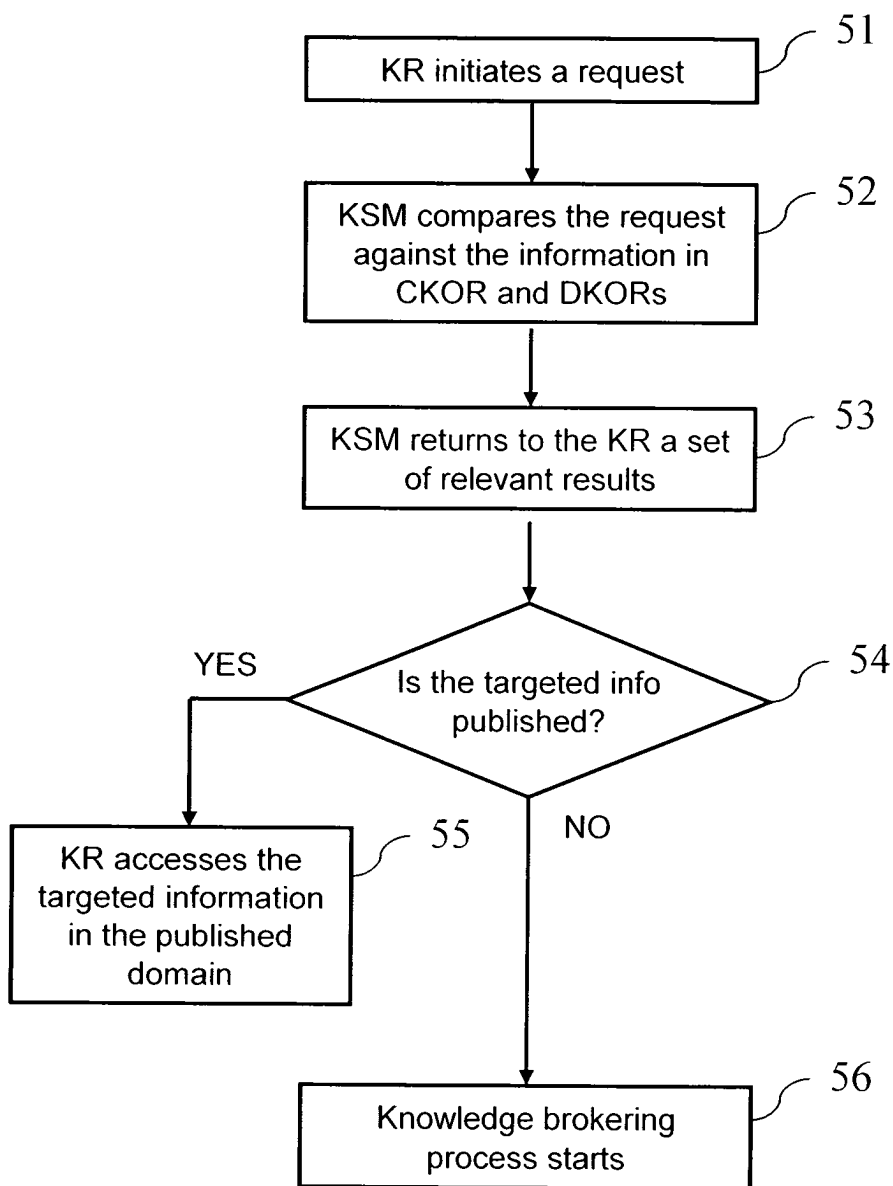 51
KR initiates a request
52
KSM compares the request
against the information in
CKOR and DKORs
53
KSM returns to the KR a set
of relevant results
54
YES
Is the targeted info
published?
55
NO
KR accesses the
targeted information
in the published
domain
56
Knowledge brokering
process starts